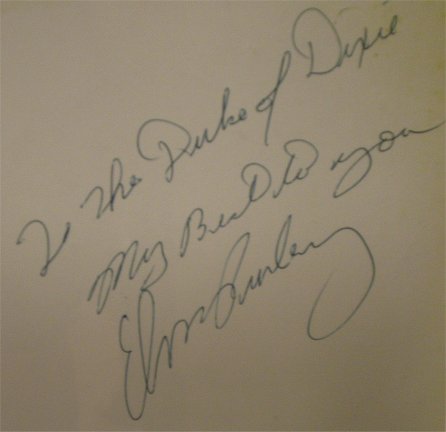 To the Duke of Dixie
My Best to you
Elvis Presley